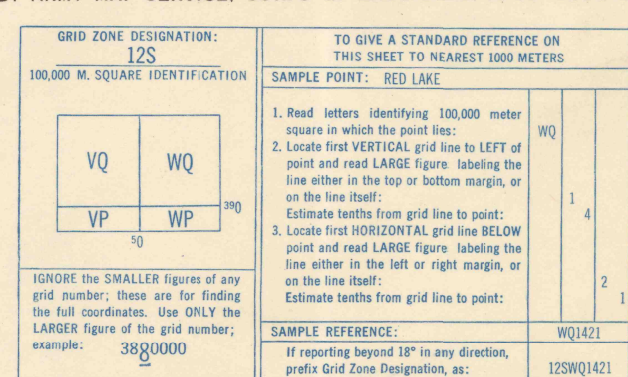 GRID ZONE DESIGNATION:
12S
100,000 M. SQUARE IDENTIFICATION
VQ WQ
VP WP
390
50
IGNORE the SMALLER figures of any
grid number; these are for finding
the full coordinates. Use ONLY the
LARGER figure of the grid number;
example: 3880000
TO GIVE A STANDARD REFERENCE ON
THIS SHEET TO NEAREST 1000 METERS
SAMPLE POINT: RED LAKE
1. Read letters identifying 100,000 meter
square in which the point lies: WQ
2. Locate first VERTICAL grid line to LEFT of
point and read LARGE figure labeling the
line either in the top or bottom margin, or
on the line itself: 1
Estimate tenths from grid line to point: 4
3. Locate first HORIZONTAL grid line BELOW
point and read LARGE figure labeling the
line either in the left or right margin, or
on the line itself: 2
Estimate tenths from grid line to point: 1
SAMPLE REFERENCE: WQ1421
If reporting beyond 18° in any direction,
prefix Grid Zone Designation, as: 12SWQ1421